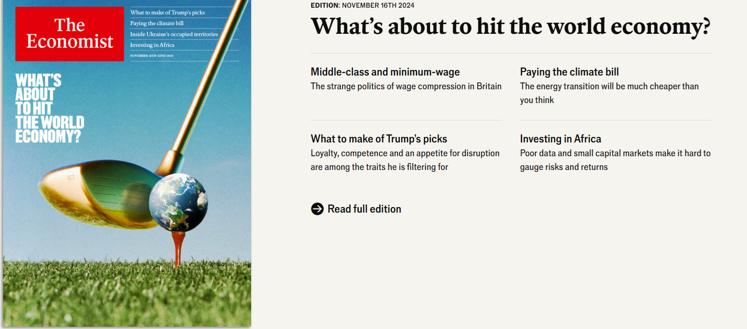 The
Economist
What to make of Trump's picks
Paying the climate bill
Inside Ukraine's occupied territories
Investing in Africa
WHAT'S
ABOUT
TO HIT
THE WORLD
ECONOMY?
EDITION: NOVEMBER 16TH 2024
What's about to hit the world economy?
Middle-class and minimum-wage
The strange politics of wage compression in Britain
Paying the climate bill
The energy transition will be much cheaper than
you think
What to make of Trump's picks
Loyalty, competence and an appetite for disruption
are among the traits he is filtering for
Investing in Africa
Poor data and small capital markets make it hard to
gauge risks and returns
Read full edition